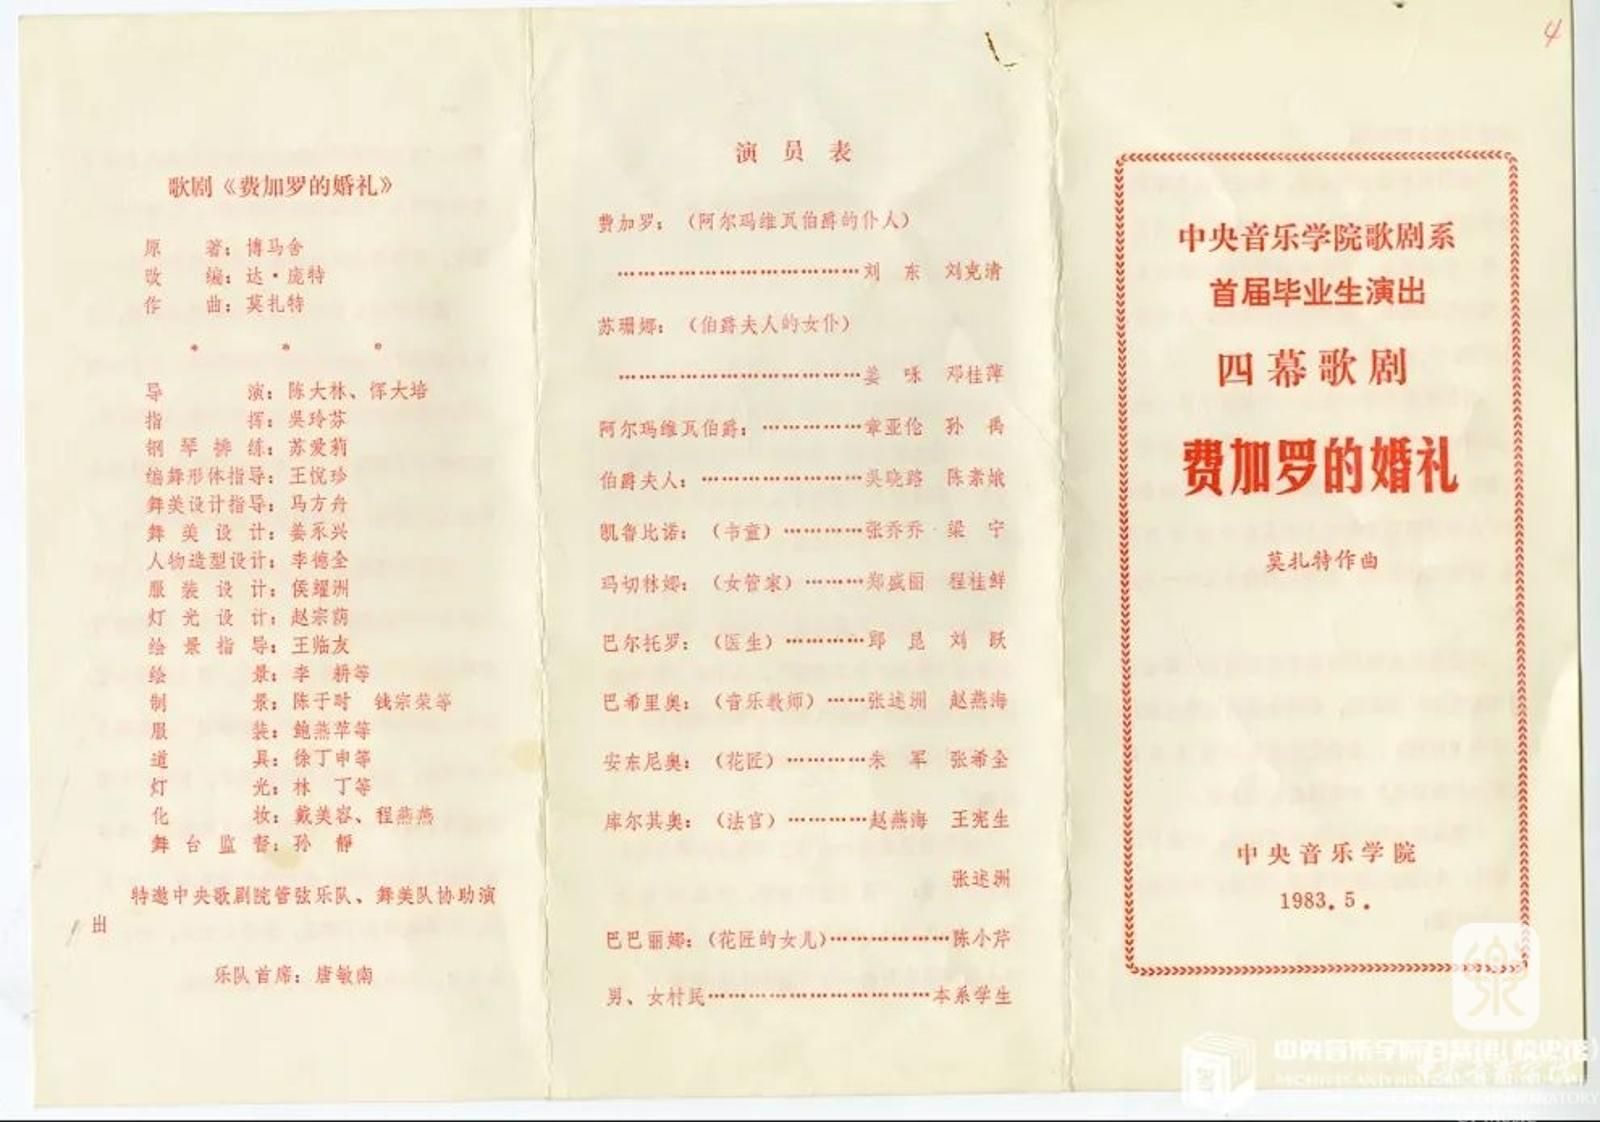 歌剧《费加罗的婚礼》
原 著：博马舍
改 编：达·庞特
作 曲：莫扎特
* * *
导 演：陈大林、恽大培
指 挥：吴玲芬
钢琴排练：苏爱莉
编舞形体指导：王悦珍
舞美设计指导：马方舟
舞美设计：姜永兴
人物造型设计：李德全
服装设计：侯耀洲
灯光设计：赵宗荫
绘景指导：王临友
绘 景：李 耕等
制 景：陈于时 钱宗荣等
服 装：鲍燕苹等
道 具：徐丁申等
灯 光：林 丁等
化 妆：戴美容、程燕燕
舞台监督：孙 静
特邀中央歌剧院管弦乐队、舞美队协助演
出
乐队首席：唐敏南
演 员 表
费加罗：（阿尔玛维瓦伯爵的仆人）
………………………………刘 东 刘克清
苏珊娜：（伯爵夫人的女仆）
………………………………姜 咏 邓桂萍
阿尔玛维瓦伯爵：……………章亚伦 孙 禹
伯爵夫人：……………………吴晓路 陈素娥
凯鲁比诺：（书童）…………张乔乔 梁 宁
玛切林娜：（女管家）………郑盛丽 程桂鲜
巴尔托罗：（医生）…………郢 昆 刘 跃
巴希里奥：（音乐教师）……张述洲 赵燕海
安东尼奥：（花匠）…………朱 军 张希全
库尔其奥：（法官）…………赵燕海 王宪生
张述洲
巴巴丽娜：（花匠的女儿）………………陈小芹
男、女村民……………………………本系学生
4
中央音乐学院歌剧系
首届毕业生演出
四幕歌剧
费加罗的婚礼
莫扎特作曲
中央音乐学院
1983.5.